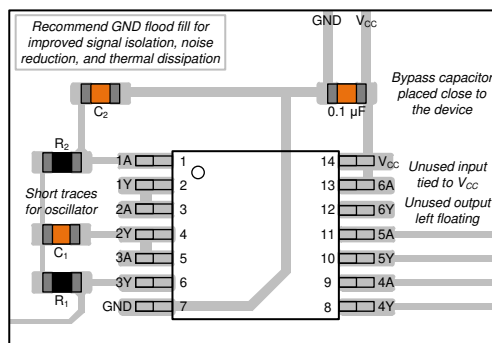 GND V_CC
Recommend GND flood fill for
improved signal isolation, noise
reduction, and thermal dissipation
Bypass capacitor
placed close to
the device
C2
0.1 µF
R2
1A 1 14 V_CC
Unused input
tied to V_CC
1Y 2 13 6A
Short traces
for oscillator
2A 3 12 6Y
Unused output
left floating
2Y 4 11 5A
C1
3A 5 10 5Y
3Y 6 9 4A
R1
GND 7 8 4Y